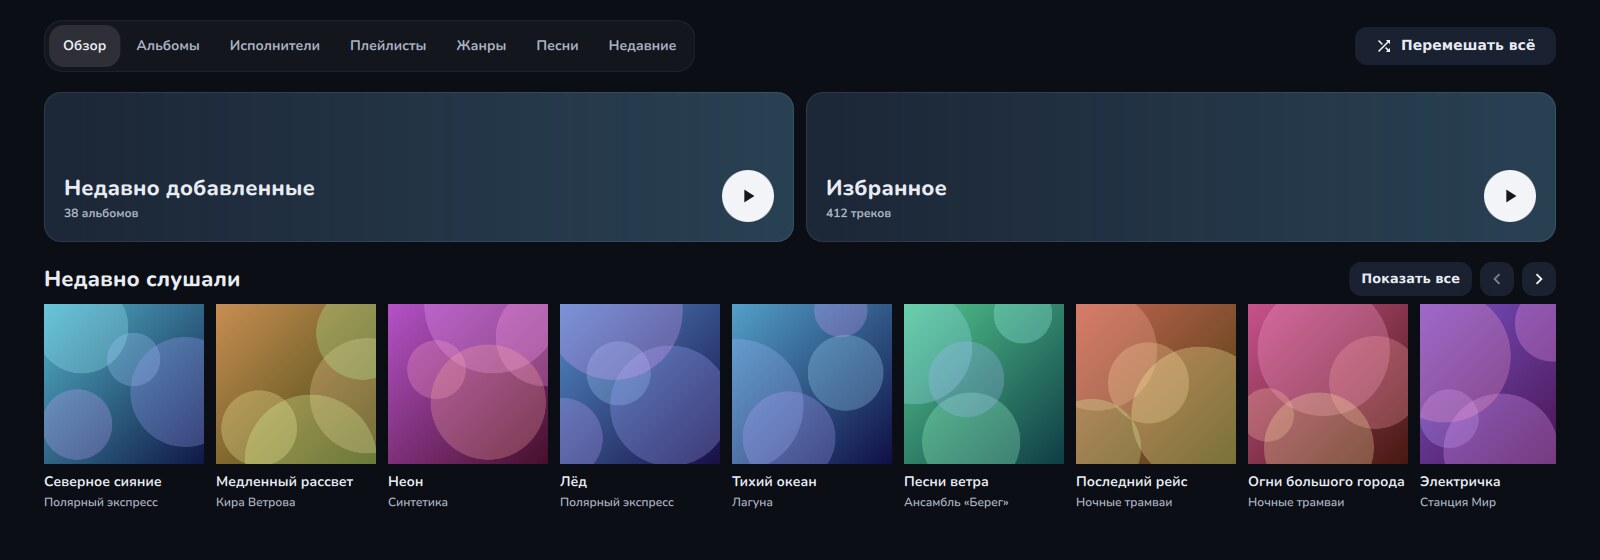 Обзор Альбомы Исполнители Плейлисты Жанры Песни Недавние Перемешать всё
Недавно добавленные
38 альбомов
Избранное
412 треков
Недавно слушали Показать все
Северное сияние
Полярный экспресс
Медленный рассвет
Кира Ветрова
Неон
Синтетика
Лёд
Полярный экспресс
Тихий океан
Лагуна
Песни ветра
Ансамбль «Берег»
Последний рейс
Ночные трамваи
Огни большого города
Ночные трамваи
Электричка
Станция Мир